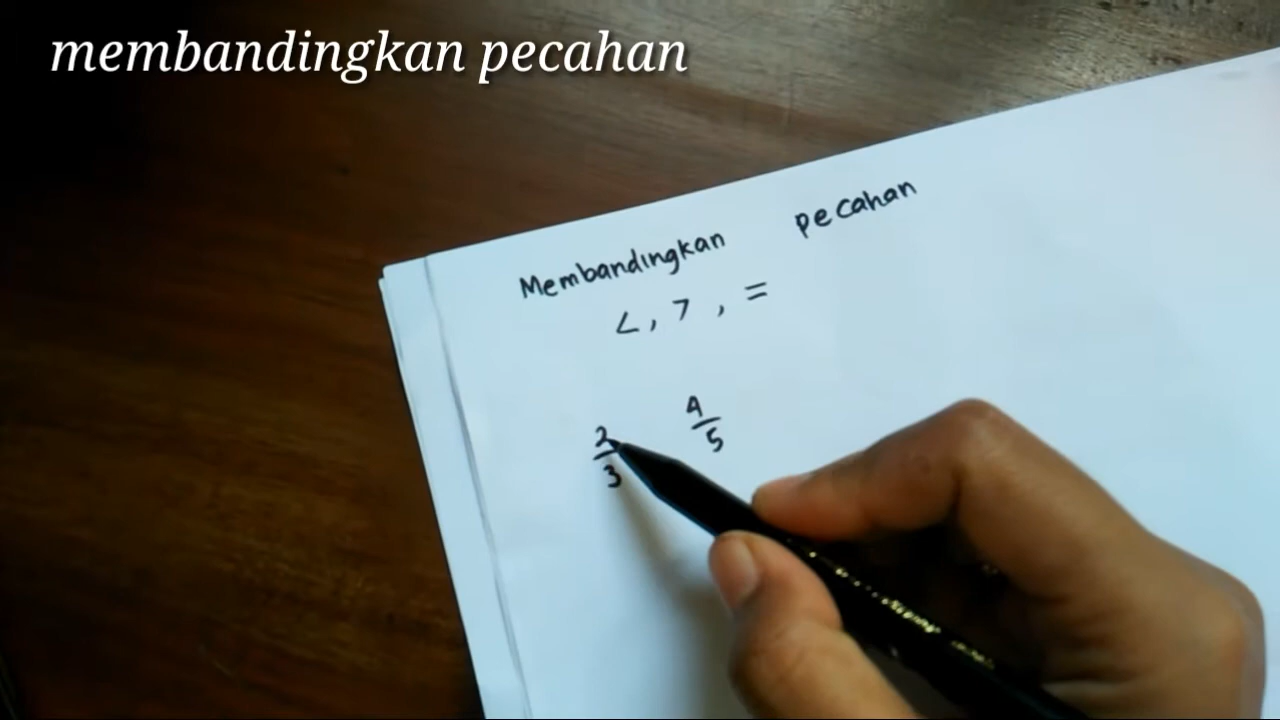 membandingkan pecahan
Membandingkan pecahan
<, >, =
2/3 4/5